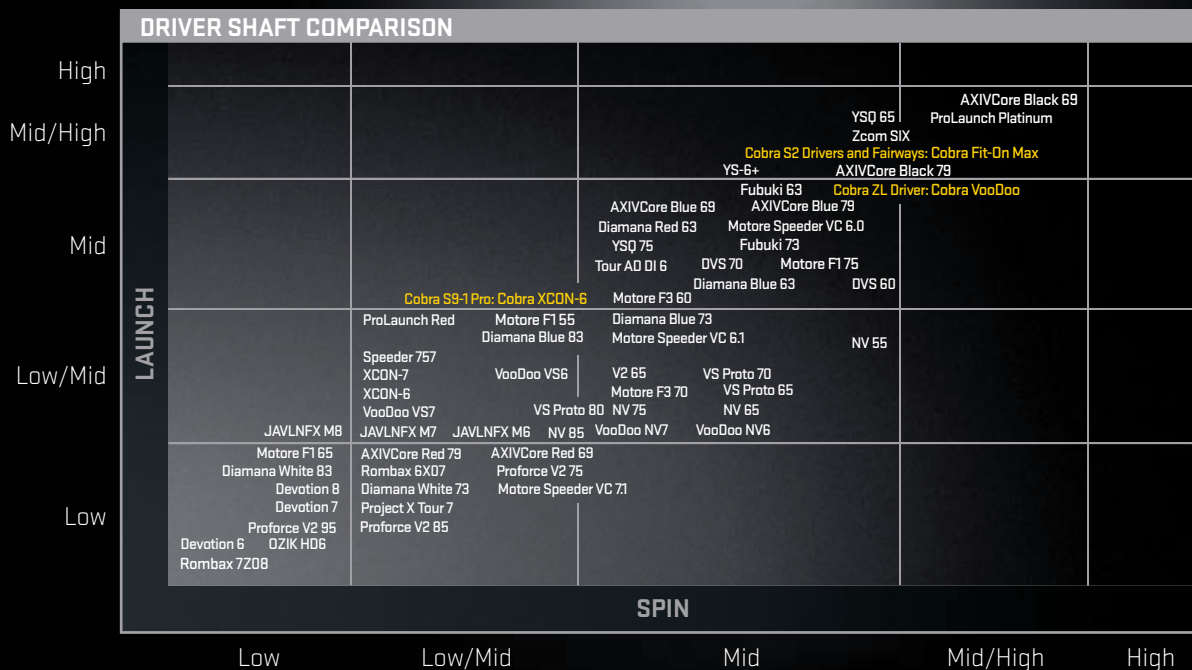 DRIVER SHAFT COMPARISON
High
AXIVCore Black 69
Mid/High
YSQ 65
ProLaunch Platinum
Zcom SIX
Cobra S2 Drivers and Fairways: Cobra Fit-On Max
YS-6+
AXIVCore Black 79
Fubuki 63
Cobra ZL Driver: Cobra VooDoo
AXIVCore Blue 69
AXIVCore Blue 79
Diamana Red 63
Motore Speeder VC 6.0
Mid
YSQ 75
Fubuki 73
Tour AD DI 6
DVS 70
Motore F1 75
Diamana Blue 63
DVS 60
Cobra S9-1 Pro: Cobra XCON-6
Motore F3 60
LAUNCH
ProLaunch Red
Motore F1 55
Diamana Blue 73
Diamana Blue 83
Motore Speeder VC 6.1
NV 55
Speeder 757
Low/Mid
XCON-7
VooDoo VS6
V2 65
VS Proto 70
XCON-6
Motore F3 70
VS Proto 65
VooDoo VS7
VS Proto 80
NV 75
NV 65
JAVLNFX M8
JAVLNFX M7
JAVLNFX M6
NV 85
VooDoo NV7
VooDoo NV6
Motore F1 65
AXIVCore Red 79
AXIVCore Red 69
Diamana White 83
Rombax 6X07
Proforce V2 75
Devotion 8
Diamana White 73
Motore Speeder VC 7.1
Low
Devotion 7
Project X Tour 7
Proforce V2 95
Proforce V2 85
Devotion 6
OZIK HD6
Rombax 7Z08
SPIN
Low
Low/Mid
Mid
Mid/High
High